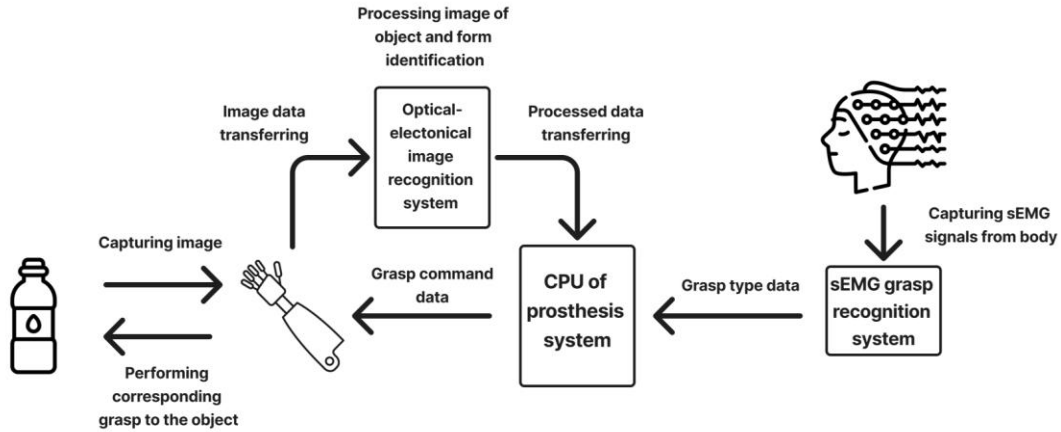 Processing image of
object and form
identification
Image data
transferring
Optical-
electonical
image
recognition
system
Processed data
transferring
Capturing sEMG
signals from body
Capturing image
Grasp command
data
CPU of
prosthesis
system
Grasp type data
sEMG grasp
recognition
system
Performing
corresponding
grasp to the object